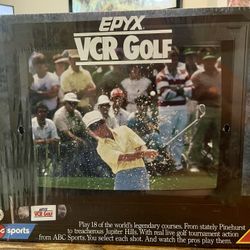 EPYX
VCR GOLF
EPYX
VCR GOLF
sports
Play 18 of the world's legendary courses. From stately Pinehurst
to treacherous Jupiter Hills. With real live golf tournament action
from ABC Sports. You select each shot. And watch the pros play them